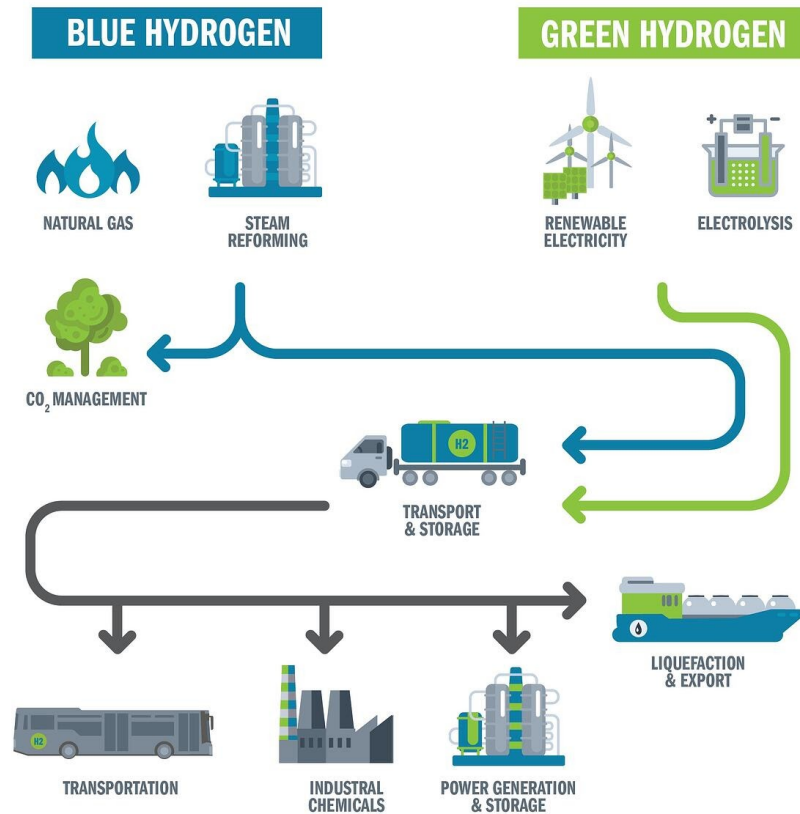 BLUE HYDROGEN
GREEN HYDROGEN
NATURAL GAS
STEAM
REFORMING
RENEWABLE
ELECTRICITY
+ -
ELECTROLYSIS
CO₂ MANAGEMENT
H2
TRANSPORT
& STORAGE
LIQUEFACTION
& EXPORT
H2
TRANSPORTATION
INDUSTRAL
CHEMICALS
POWER GENERATION
& STORAGE